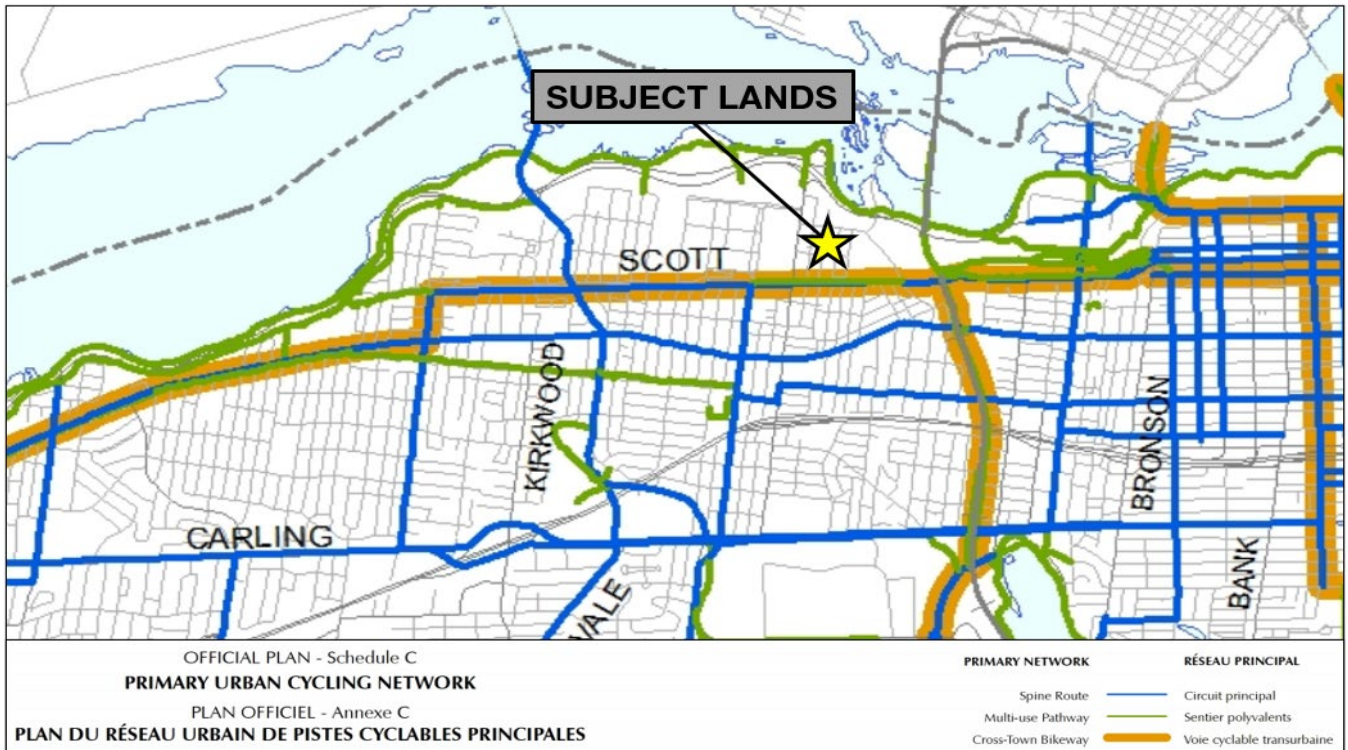 SUBJECT LANDS
SCOTT
KIRKWOOD
BRONSON
CARLING
VALE
BANK
OFFICIAL PLAN - Schedule C
PRIMARY URBAN CYCLING NETWORK
PLAN OFFICIEL - Annexe C
PLAN DU RÉSEAU URBAIN DE PISTES CYCLABLES PRINCIPALES
PRIMARY NETWORK RÉSEAU PRINCIPAL
Spine Route Circuit principal
Multi-use Pathway Sentier polyvalents
Cross-Town Bikeway Voie cyclable transurbaine